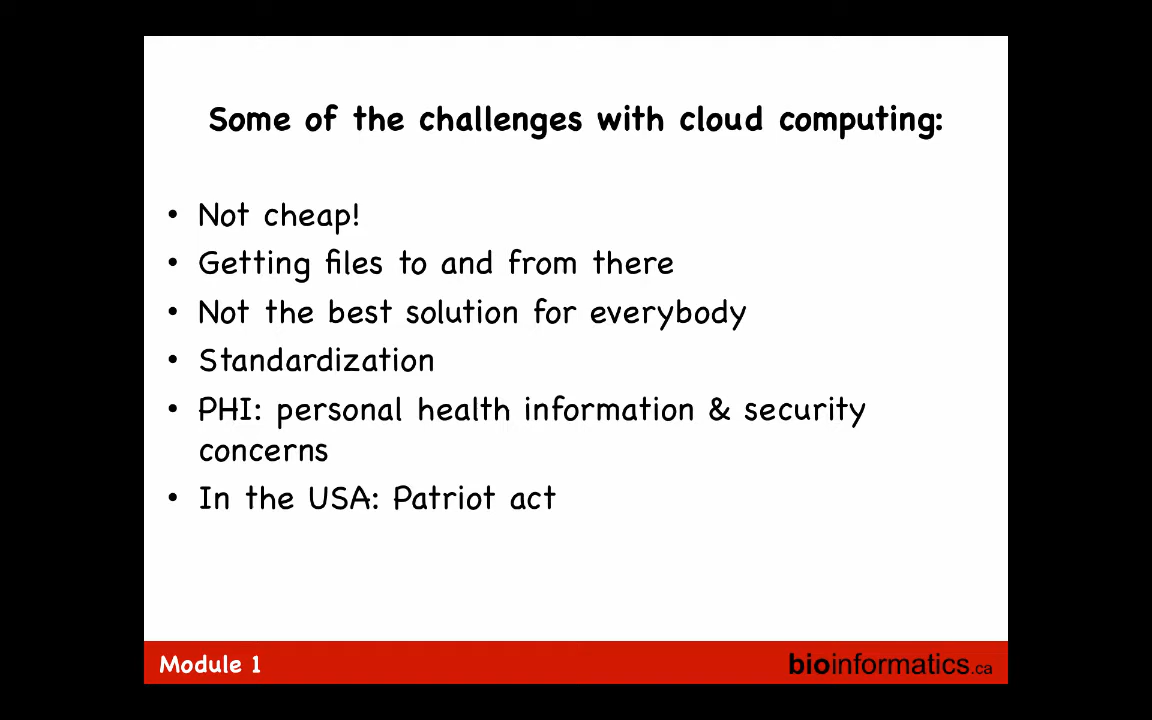 Some of the challenges with cloud computing:
• Not cheap!
• Getting files to and from there
• Not the best solution for everybody
• Standardization
• PHI: personal health information & security
concerns
• In the USA: Patriot act
Module 1
bioinformatics.ca